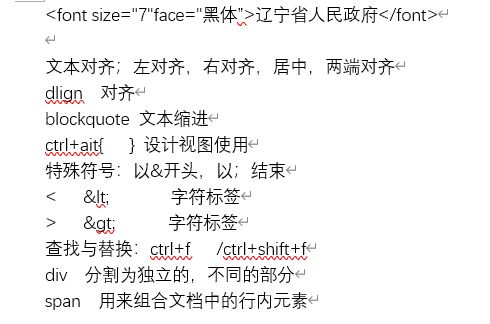 <font size="7"face="黑体">辽宁省人民政府</font>
文本对齐；左对齐，右对齐，居中，两端对齐
dlign 对齐
blockquote 文本缩进
ctrl+ait{ } 设计视图使用
特殊符号：以&开头，以；结束
< &lt; 字符标签
> &gt; 字符标签
查找与替换：ctrl+f /ctrl+shift+f
div 分割为独立的，不同的部分
span 用来组合文档中的行内元素